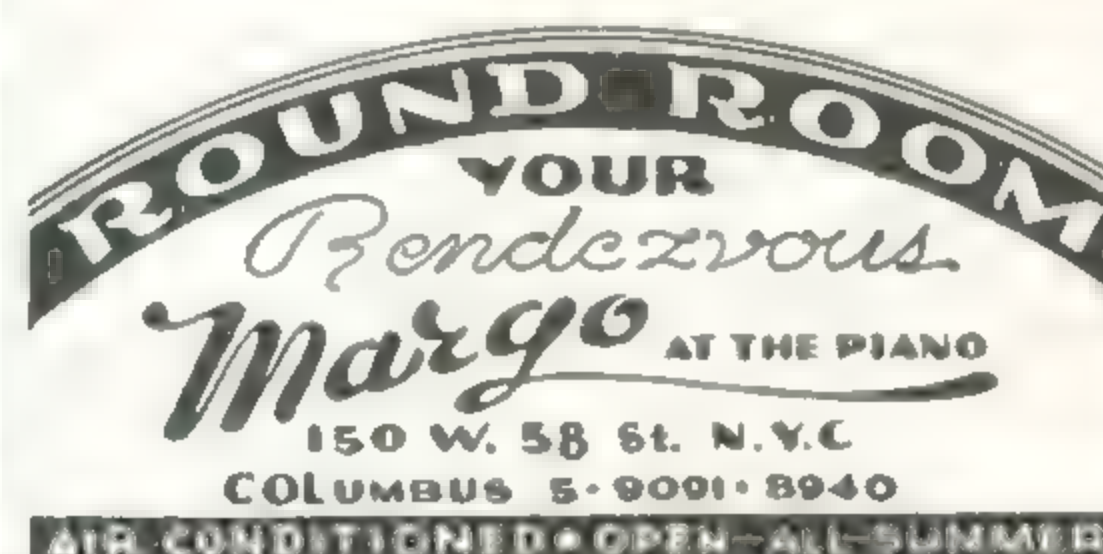 ROUND ROOM
YOUR
Rendezvous
Margo AT THE PIANO
150 W. 58 St. N.Y.C
COLUMBUS 5-9091-8940
AIR CONDITIONED • OPEN-ALL-SUMMER